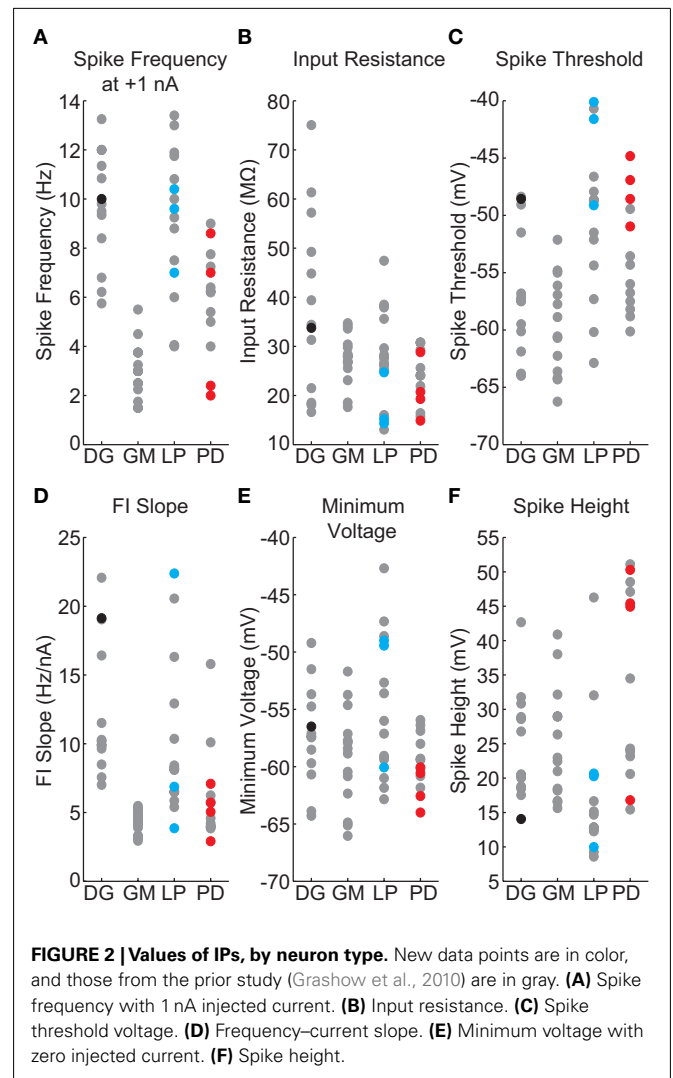 A
Spike Frequency
at +1 nA
B
Input Resistance
C
Spike Threshold
14
12
10
8
6
4
2
0
Spike Frequency (Hz)
DG GM LP PD
80
70
60
50
40
30
20
10
Input Resistance (MΩ)
DG GM LP PD
-40
-45
-50
-55
-60
-65
-70
Spike Threshold (mV)
DG GM LP PD
D
FI Slope
E
Minimum
Voltage
F
Spike Height
25
20
15
10
5
0
FI Slope (Hz/nA)
DG GM LP PD
-40
-45
-50
-55
-60
-65
-70
Minimum Voltage (mV)
DG GM LP PD
55
50
45
40
35
30
25
20
15
10
5
Spike Height (mV)
DG GM LP PD
FIGURE 2 | Values of IPs, by neuron type. New data points are in color,
and those from the prior study (Grashow et al., 2010) are in gray. (A) Spike
frequency with 1 nA injected current. (B) Input resistance. (C) Spike
threshold voltage. (D) Frequency–current slope. (E) Minimum voltage with
zero injected current. (F) Spike height.